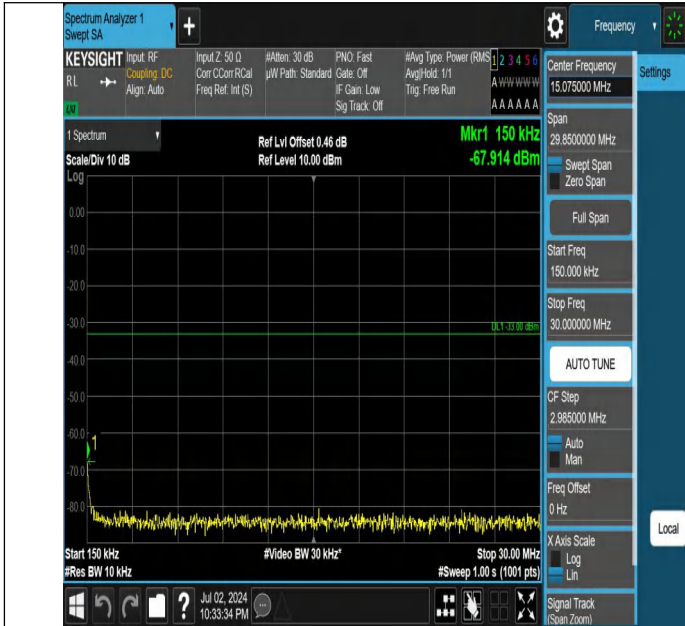 Spectrum Analyzer 1
Swept SA
+
Frequency
KEYSIGHT
RL
Input: RF
Coupling: DC
Align: Auto
Input Z: 50 Ω
Corr CCorr RCal
Freq Ref: Int (S)
#Atten: 30 dB
µW Path: Standard
PNO: Fast
Gate: Off
IF Gain: Low
Sig Track: Off
#Avg Type: Power (RMS
Avg|Hold: 1/1
Trig: Free Run
1 2 3 4 5 6
A W W W W W
A A A A A A
1 Spectrum
Scale/Div 10 dB
Log
Ref Lvl Offset 0.46 dB
Ref Level 10.00 dBm
Mkr1 150 kHz
-67.914 dBm
0.00
-10.0
-20.0
-30.0
DL1 -33.00 dBm
-40.0
-50.0
-60.0
1
-70.0
-80.0
Start 150 kHz
#Res BW 10 kHz
#Video BW 30 kHz*
Stop 30.00 MHz
#Sweep 1.00 s (1001 pts)
?
Jul 02, 2024
10:33:34 PM
Center Frequency
15.075000 MHz
Settings
Span
29.8500000 MHz
Swept Span
Zero Span
Full Span
Start Freq
150.000 kHz
Stop Freq
30.000000 MHz
AUTO TUNE
CF Step
2.985000 MHz
Auto
Man
Freq Offset
0 Hz
X Axis Scale
Log
Lin
Local
Signal Track
(Span Zoom)